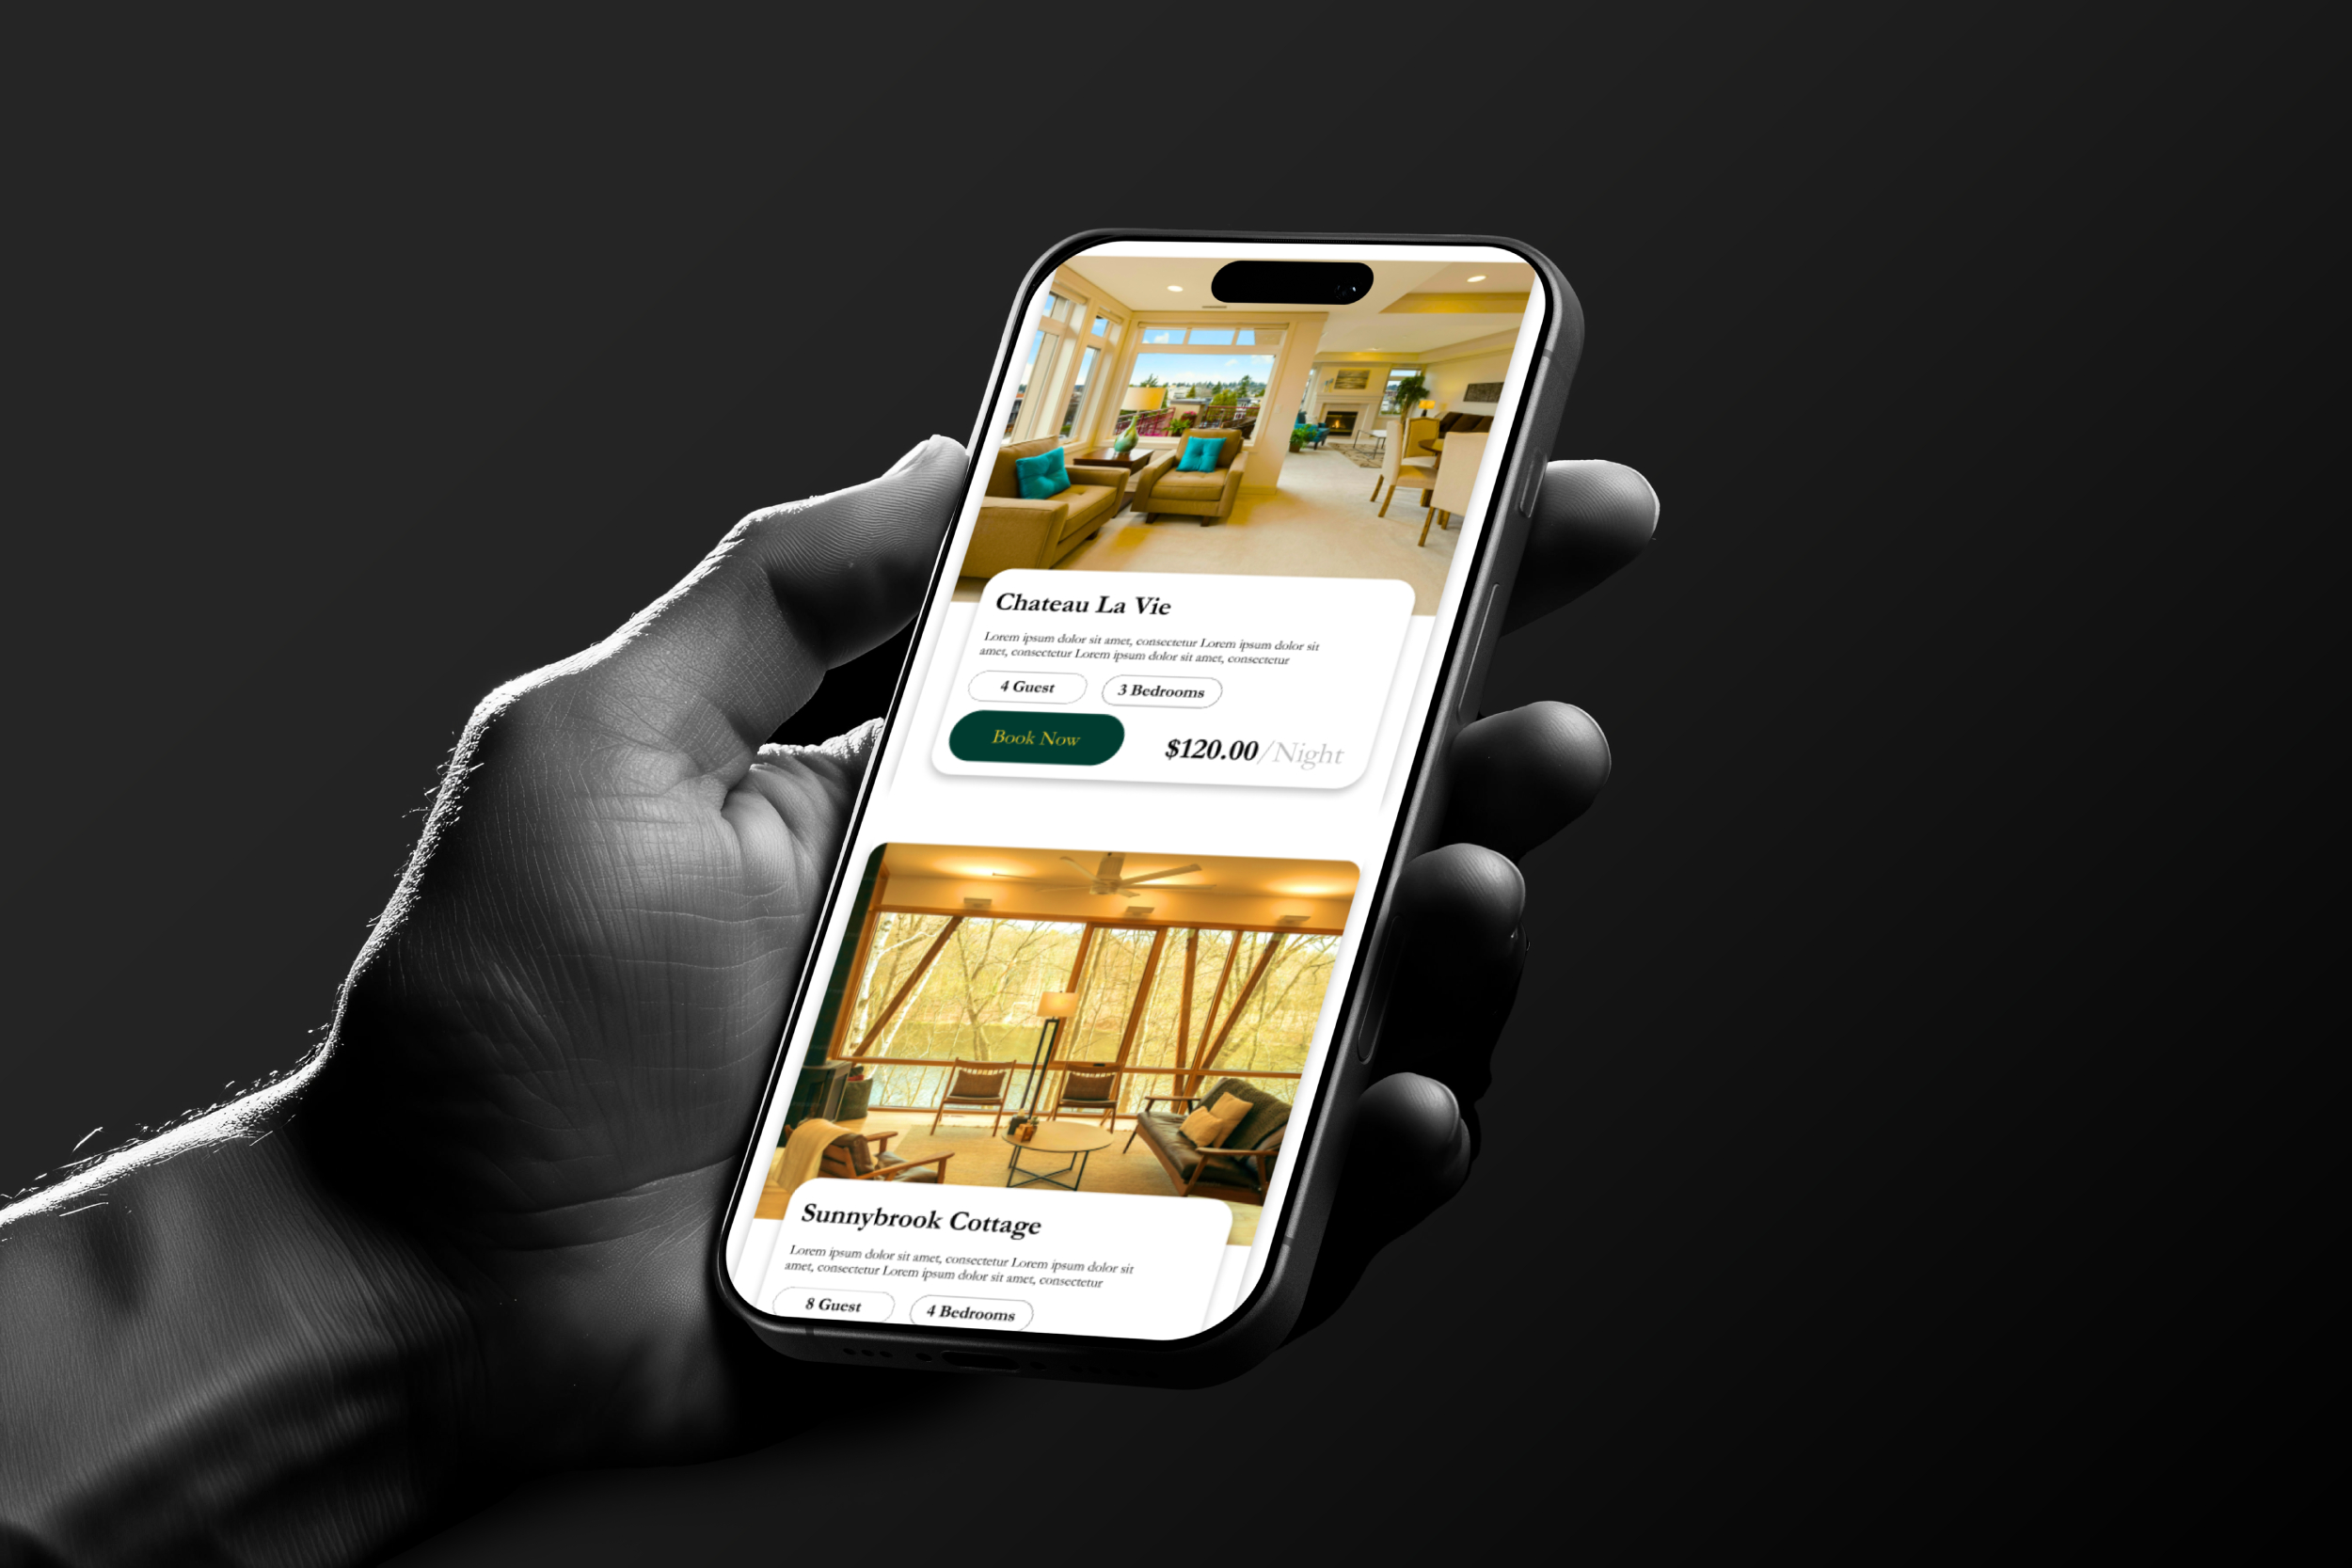 Chateau La Vie
Lorem ipsum dolor sit amet, consectetur Lorem ipsum dolor sit
amet, consectetur Lorem ipsum dolor sit amet, consectetur
4 Guest 3 Bedrooms
Book Now $120.00/Night
Sunnybrook Cottage
Lorem ipsum dolor sit amet, consectetur Lorem ipsum dolor sit
amet, consectetur Lorem ipsum dolor sit amet, consectetur
8 Guest 4 Bedrooms